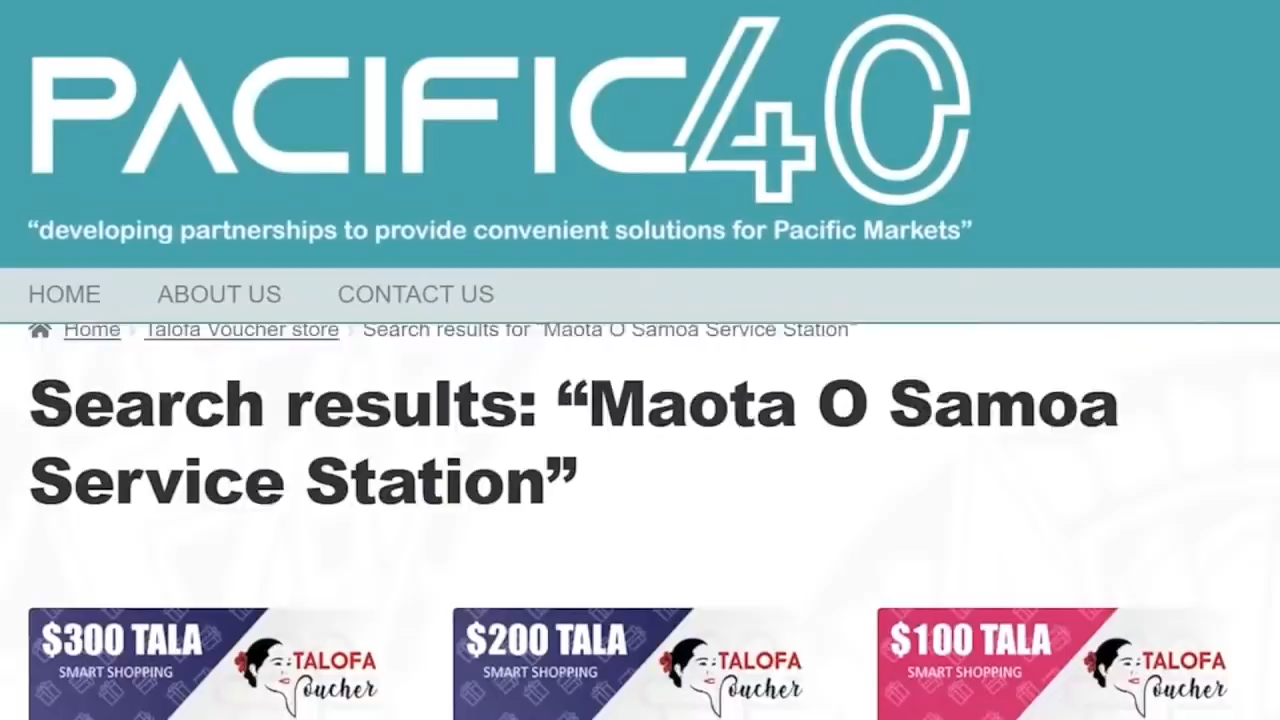 PACIFIC40
“developing partnerships to provide convenient solutions for Pacific Markets”
HOME ABOUT US CONTACT US
Home › Talofa Voucher store › Search results for “Maota O Samoa Service Station”
Search results: “Maota O Samoa
Service Station”
$300 TALA
SMART SHOPPING
TALOFA
Voucher
$200 TALA
SMART SHOPPING
TALOFA
Voucher
$100 TALA
SMART SHOPPING
TALOFA
Voucher